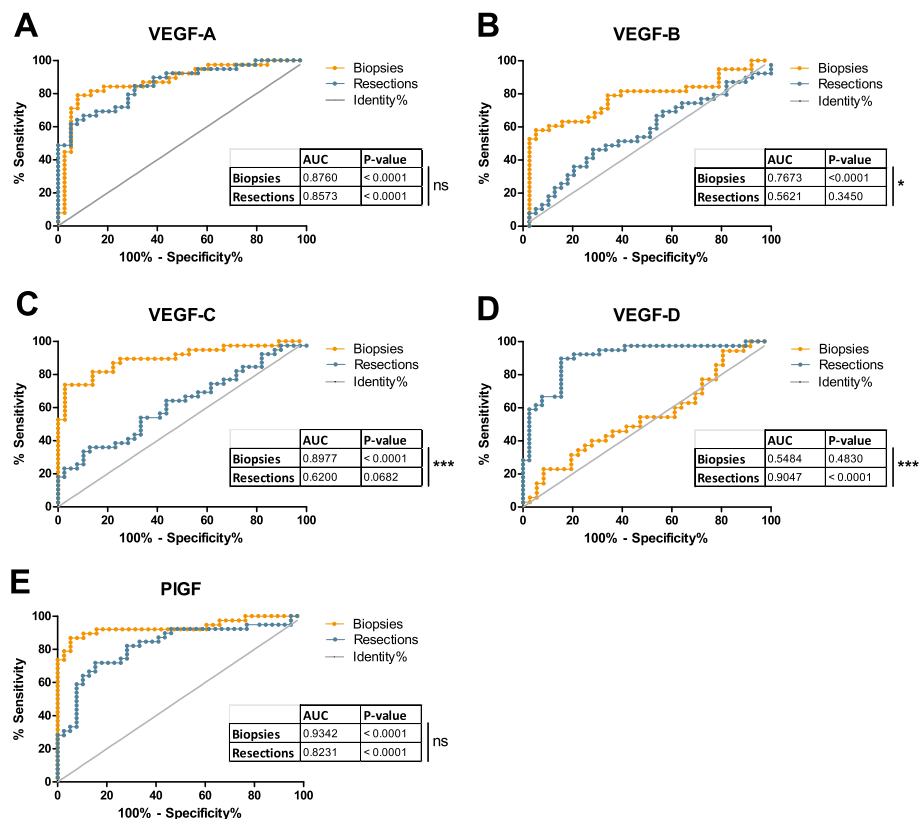 A
VEGF-A
100
80
60
40
20
0
% Sensitivity
0 20 40 60 80 100
100% - Specificity%
Biopsies
Resections
Identity%
AUC P-value
Biopsies 0.8760 < 0.0001
Resections 0.8573 < 0.0001
ns
B
VEGF-B
100
80
60
40
20
0
% Sensitivity
0 20 40 60 80 100
100% - Specificity%
Biopsies
Resections
Identity%
AUC P-value
Biopsies 0.7673 <0.0001
Resections 0.5621 0.3450
*
C
VEGF-C
100
80
60
40
20
0
% Sensitivity
0 20 40 60 80 100
100% - Specificity%
Biopsies
Resections
Identity%
AUC P-value
Biopsies 0.8977 < 0.0001
Resections 0.6200 0.0682
***
D
VEGF-D
100
80
60
40
20
0
% Sensitivity
0 20 40 60 80 100
100% - Specificity%
Biopsies
Resections
Identity%
AUC P-value
Biopsies 0.5484 0.4830
Resections 0.9047 < 0.0001
***
E
PIGF
100
80
60
40
20
0
% Sensitivity
0 20 40 60 80 100
100% - Specificity%
Biopsies
Resections
Identity%
AUC P-value
Biopsies 0.9342 < 0.0001
Resections 0.8231 < 0.0001
ns